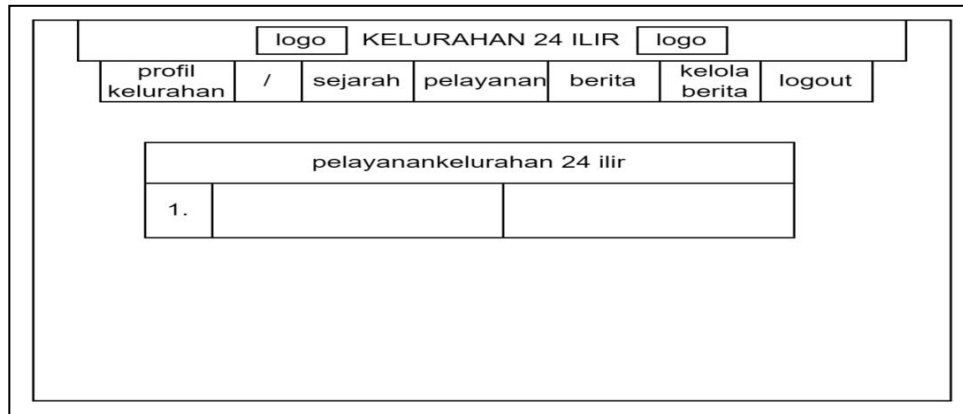 logo KELURAHAN 24 ILIR logo
profil kelurahan / sejarah pelayanan berita kelola berita logout
pelayanankelurahan 24 ilir
1.